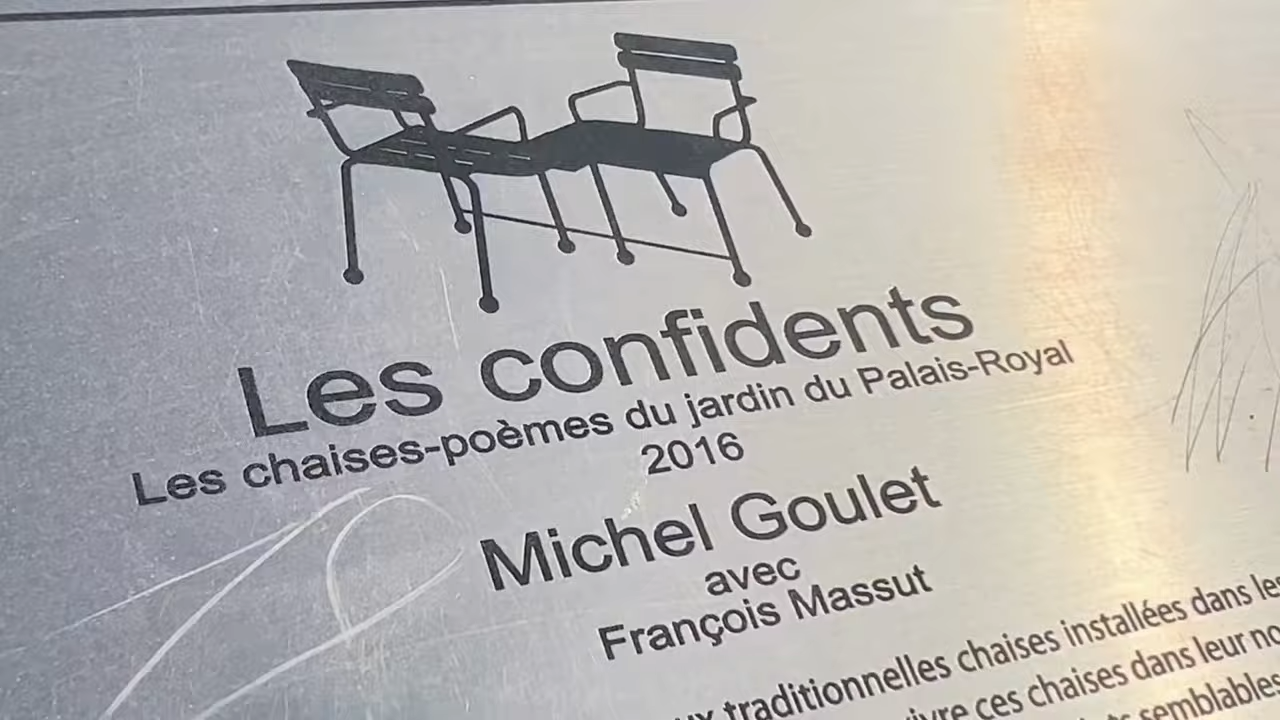 Les confidents
Les chaises-poèmes du jardin du Palais-Royal
2016
Michel Goulet
avec
François Massut
traditionnelles chaises installées dans
ces chaises dans leur
semblables